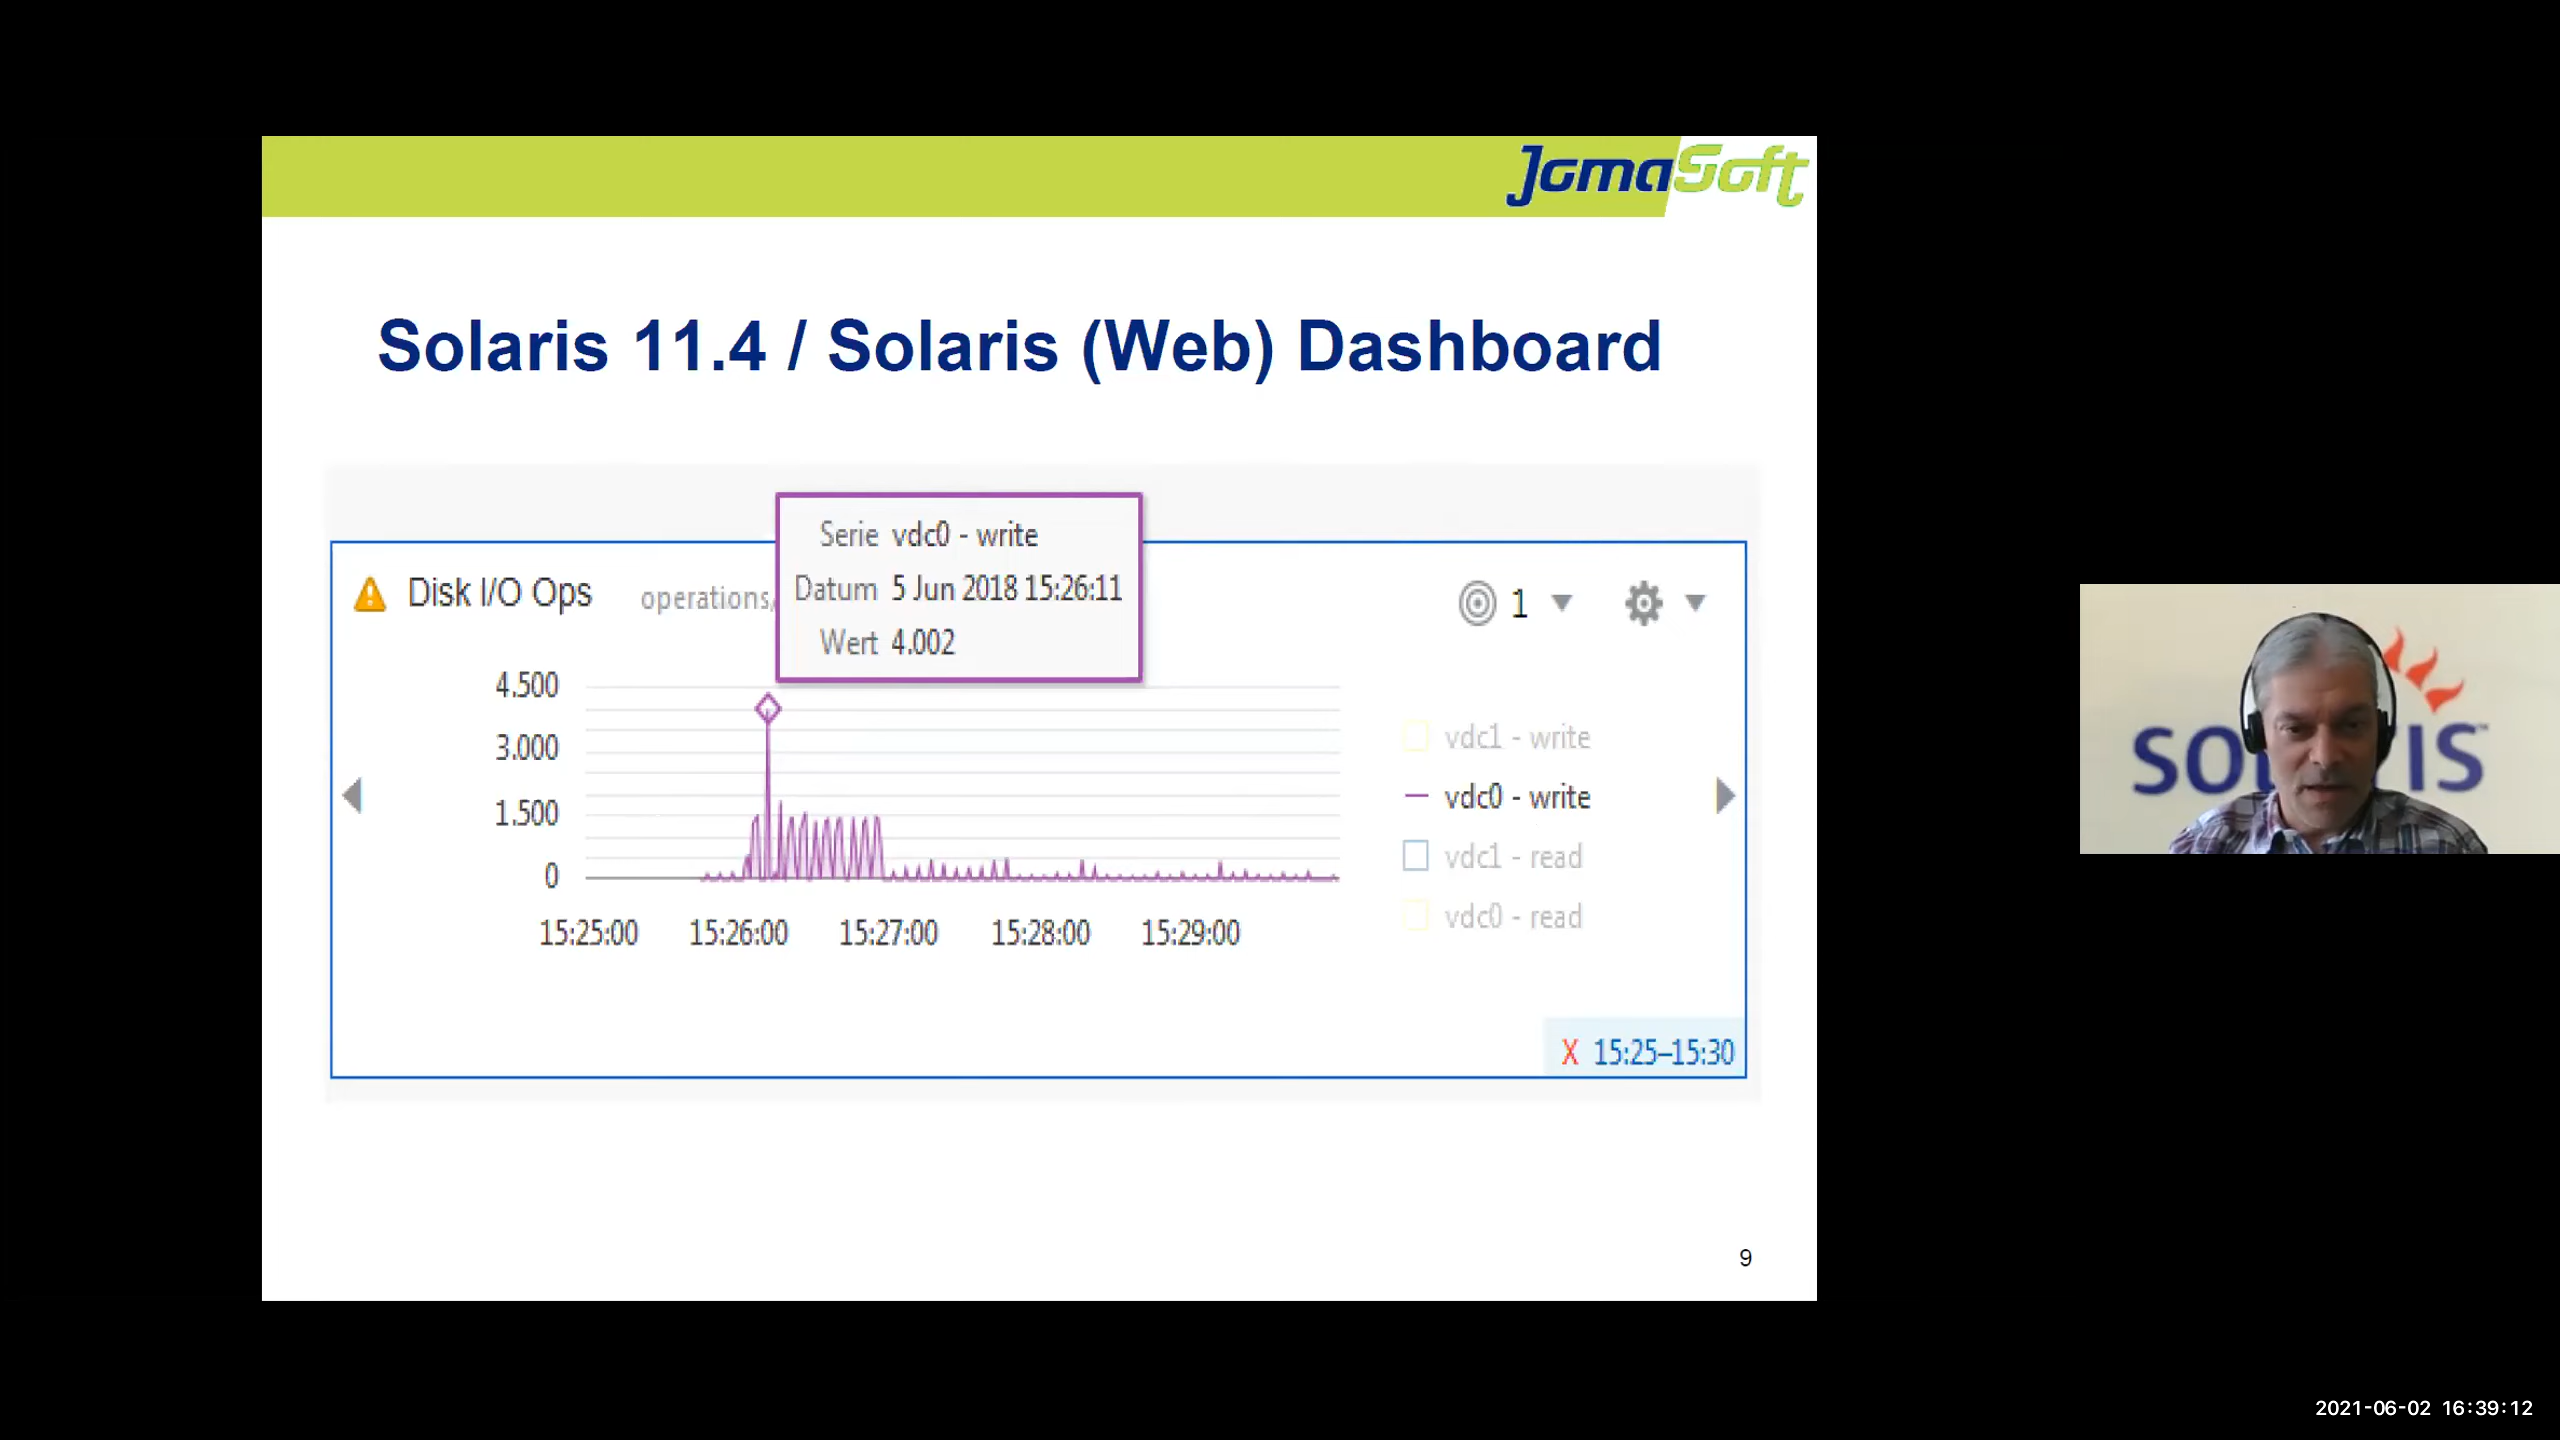 JomaSoft
Solaris 11.4 / Solaris (Web) Dashboard
Serie vdc0 - write
Datum 5 Jun 2018 15:26:11
Wert 4.002
Disk I/O Ops operations/
1
4.500
3.000
1.500
0
15:25:00 15:26:00 15:27:00 15:28:00 15:29:00
vdc1 - write
vdc0 - write
vdc1 - read
vdc0 - read
X 15:25–15:30
9
SO IS
2021-06-02 16:39:12